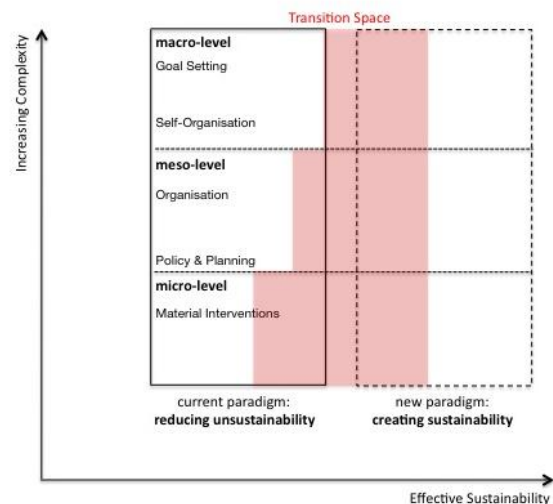 Transition Space
Increasing Complexity
macro-level
Goal Setting
Self-Organisation
meso-level
Organisation
Policy & Planning
micro-level
Material Interventions
current paradigm:
reducing unsustainability
new paradigm:
creating sustainability
Effective Sustainability